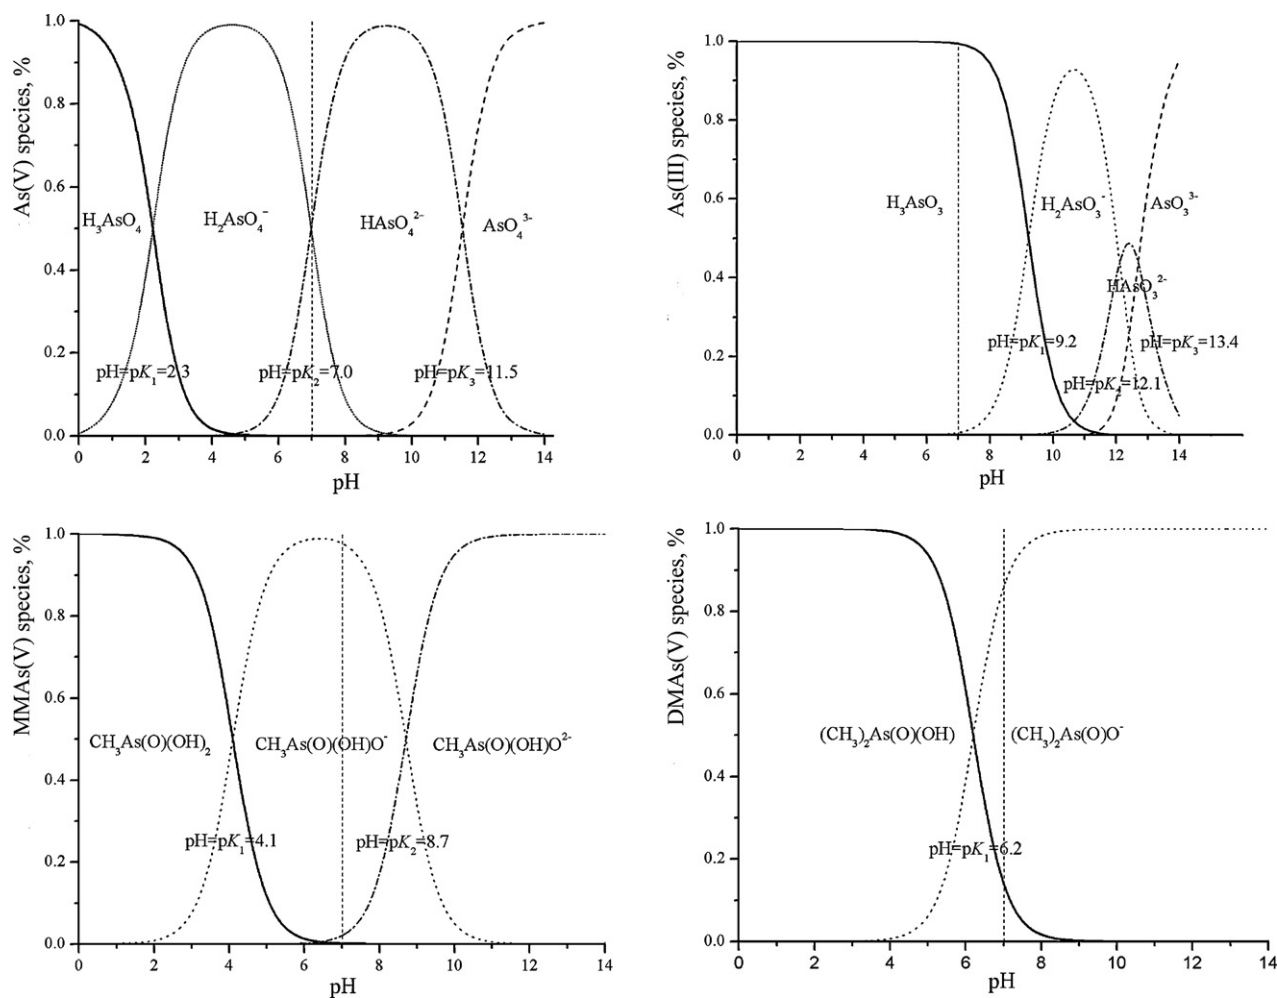 As(V) species, %
1.0
0.8
0.6
0.4
0.2
0.0
H₃AsO₄ H₂AsO₄⁻ HAsO₄²⁻ AsO₄³⁻
pH=pK₁=2.3 pH=pK₂=7.0 pH=pK₃=11.5
0 2 4 6 8 10 12 14
pH
As(III) species, %
1.0
0.8
0.6
0.4
0.2
0.0
H₃AsO₃ H₂AsO₃⁻ AsO₃³⁻
HAsO₃²⁻
pH=pK₁=9.2 pH=pK₃=13.4
pH=pK₂=12.1
0 2 4 6 8 10 12 14
pH
MMAs(V) species, %
1.0
0.8
0.6
0.4
0.2
0.0
CH₃As(O)(OH)₂ CH₃As(O)(OH)O⁻ CH₃As(O)(OH)O²⁻
pH=pK₁=4.1 pH=pK₂=8.7
0 2 4 6 8 10 12 14
pH
DMAs(V) species, %
1.0
0.8
0.6
0.4
0.2
0.0
(CH₃)₂As(O)(OH) (CH₃)₂As(O)O⁻
pH=pK₁=6.2
0 2 4 6 8 10 12 14
pH